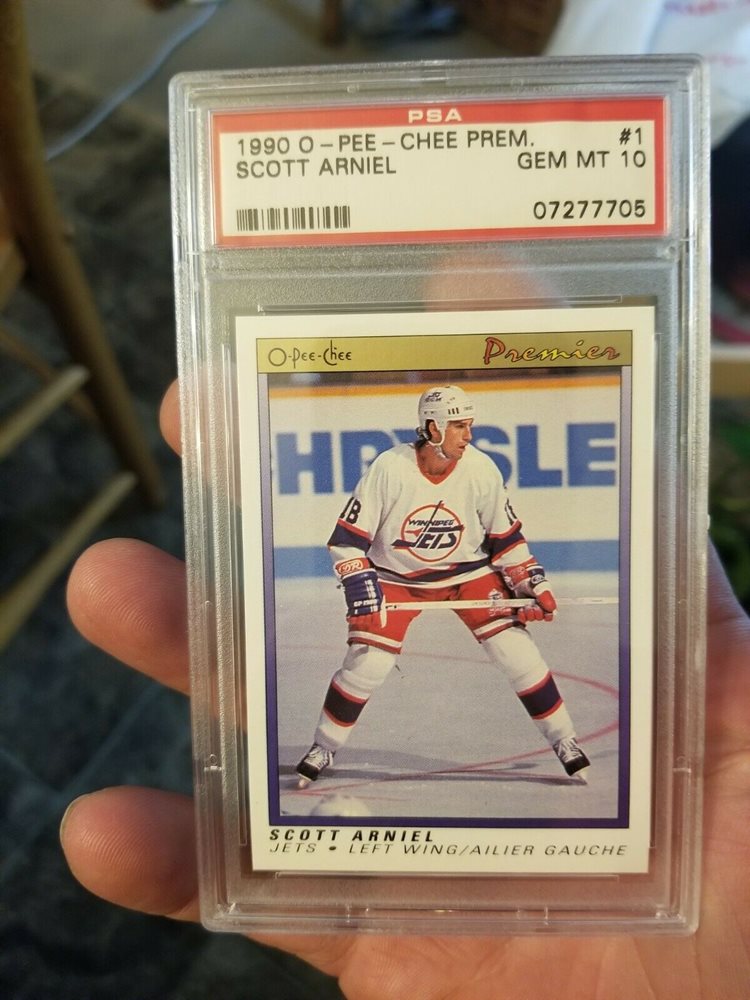 PSA
1990 O-PEE-CHEE PREM. #1
SCOTT ARNIEL GEM MT 10
07277705
O-Pee-Chee Premier
CHRYSLE
18 18
WINNIPEG
JETS
SCOTT ARNIEL
JETS • LEFT WING/AILIER GAUCHE